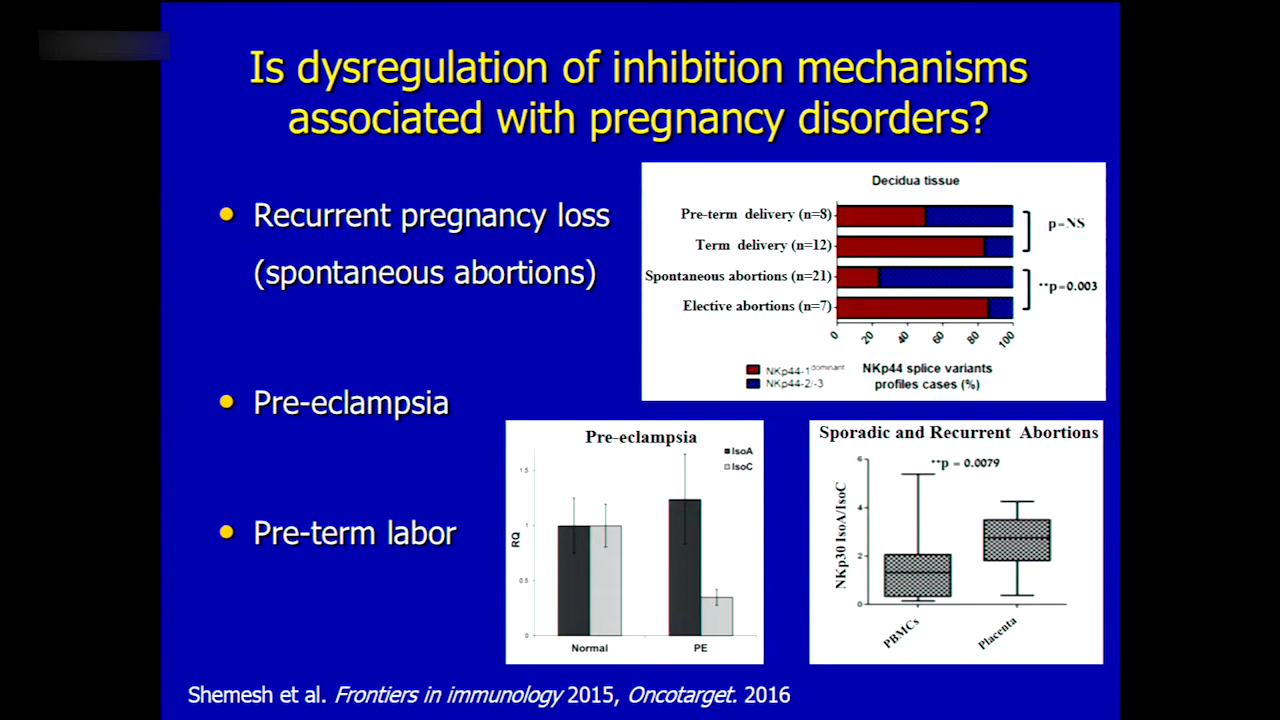 Is dysregulation of inhibition mechanisms
associated with pregnancy disorders?
• Recurrent pregnancy loss
(spontaneous abortions)
• Pre-eclampsia
• Pre-term labor
Decidua tissue
Pre-term delivery (n=8)
Term delivery (n=12)
Spontaneous abortions (n=21)
Elective abortions (n=7)
p=NS
**p=0.003
0 20 40 60 80 100
NKp44-1dominant
NKp44-2/-3
NKp44 splice variants
profiles cases (%)
Pre-eclampsia
IsoA
IsoC
RQ
1.5
1
0.5
0
Normal PE
Sporadic and Recurrent Abortions
**p = 0.0079
NKp30 IsoA/IsoC
6
4
2
0
PBMCs Placenta
Shemesh et al. Frontiers in immunology 2015, Oncotarget. 2016